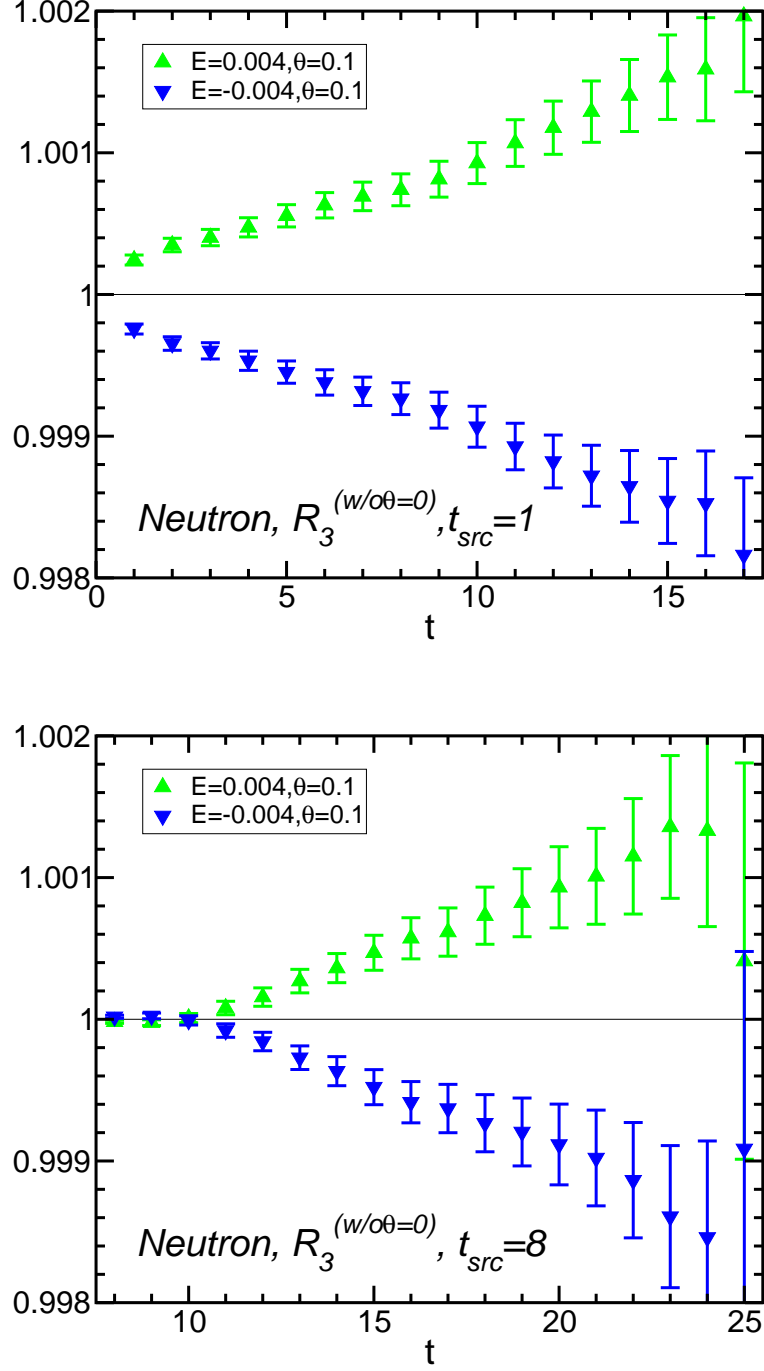 1.002
E=0.004,θ=0.1
E=-0.004,θ=0.1
1.001
1
0.999
Neutron, R3(w/oθ=0),tsrc=1
0.998
0 5 10 15
t
1.002
E=0.004,θ=0.1
E=-0.004,θ=0.1
1.001
1
0.999
Neutron, R3(w/oθ=0), tsrc=8
0.998
10 15 20 25
t